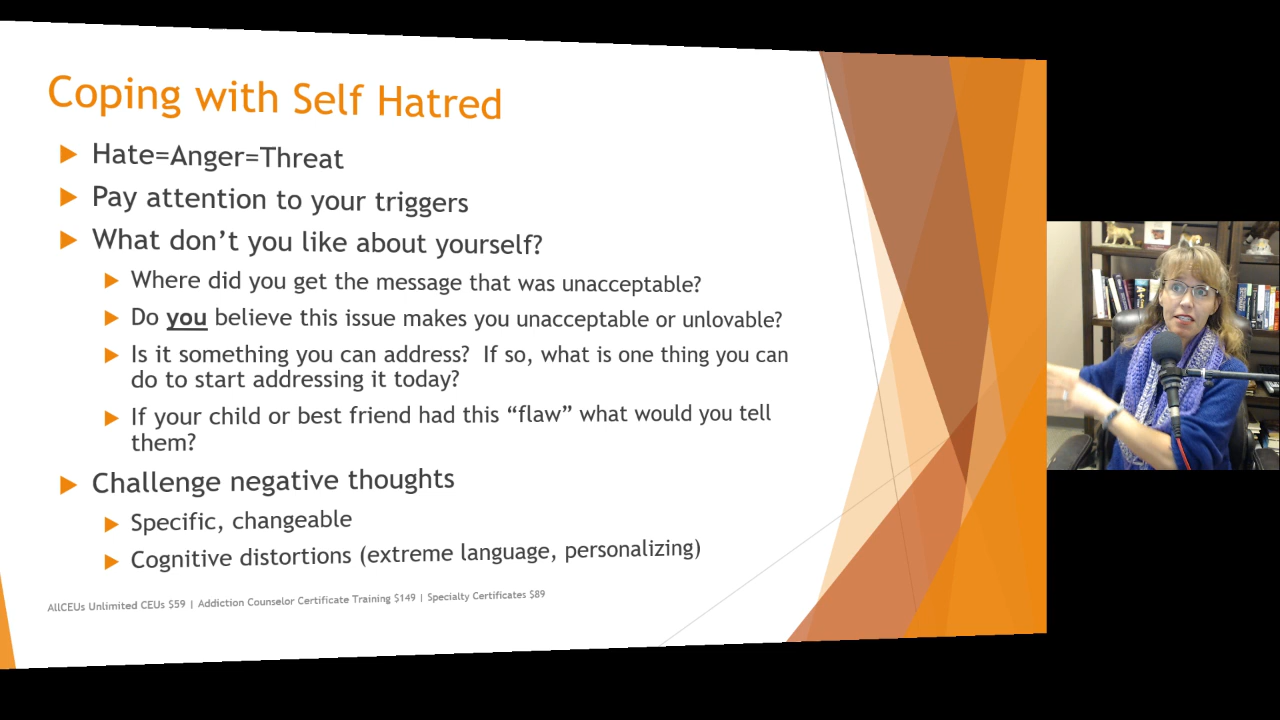 Coping with Self Hatred
Hate=Anger=Threat
Pay attention to your triggers
What don’t you like about yourself?
Where did you get the message that was unacceptable?
Do you believe this issue makes you unacceptable or unlovable?
Is it something you can address? If so, what is one thing you can
do to start addressing it today?
If your child or best friend had this “flaw” what would you tell
them?
Challenge negative thoughts
Specific, changeable
Cognitive distortions (extreme language, personalizing)
AllCEUs Unlimited CEUs $59 | Addiction Counselor Certificate Training $149 | Specialty Certificates $89
A+